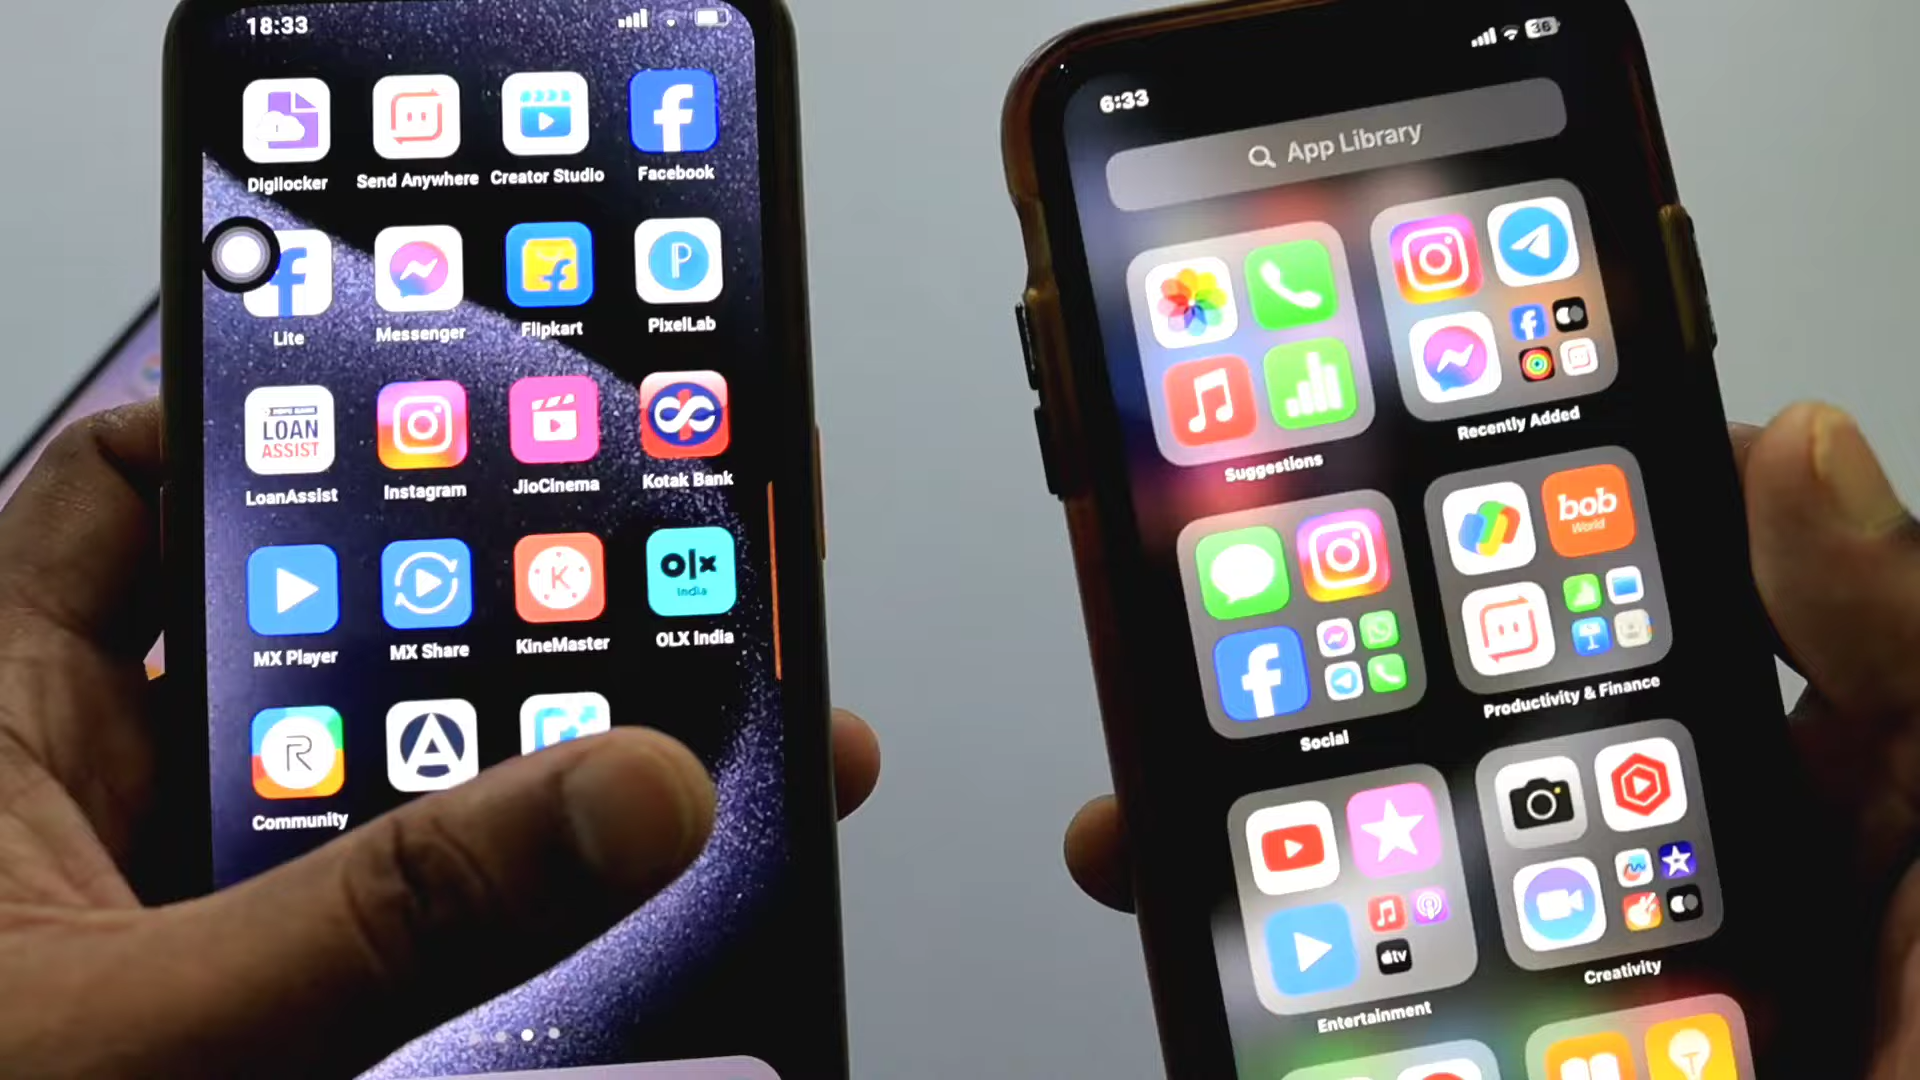 18:33
Digilocker
Send Anywhere
Creator Studio
Facebook
Lite
Messenger
Flipkart
PixelLab
LOAN
ASSIST
LoanAssist
Instagram
JioCinema
Kotak Bank
MX Player
MX Share
KineMaster
olx
India
OLX India
Community
6:33
36
App Library
Suggestions
Recently Added
bob
World
Social
Productivity & Finance
tv
Entertainment
Creativity